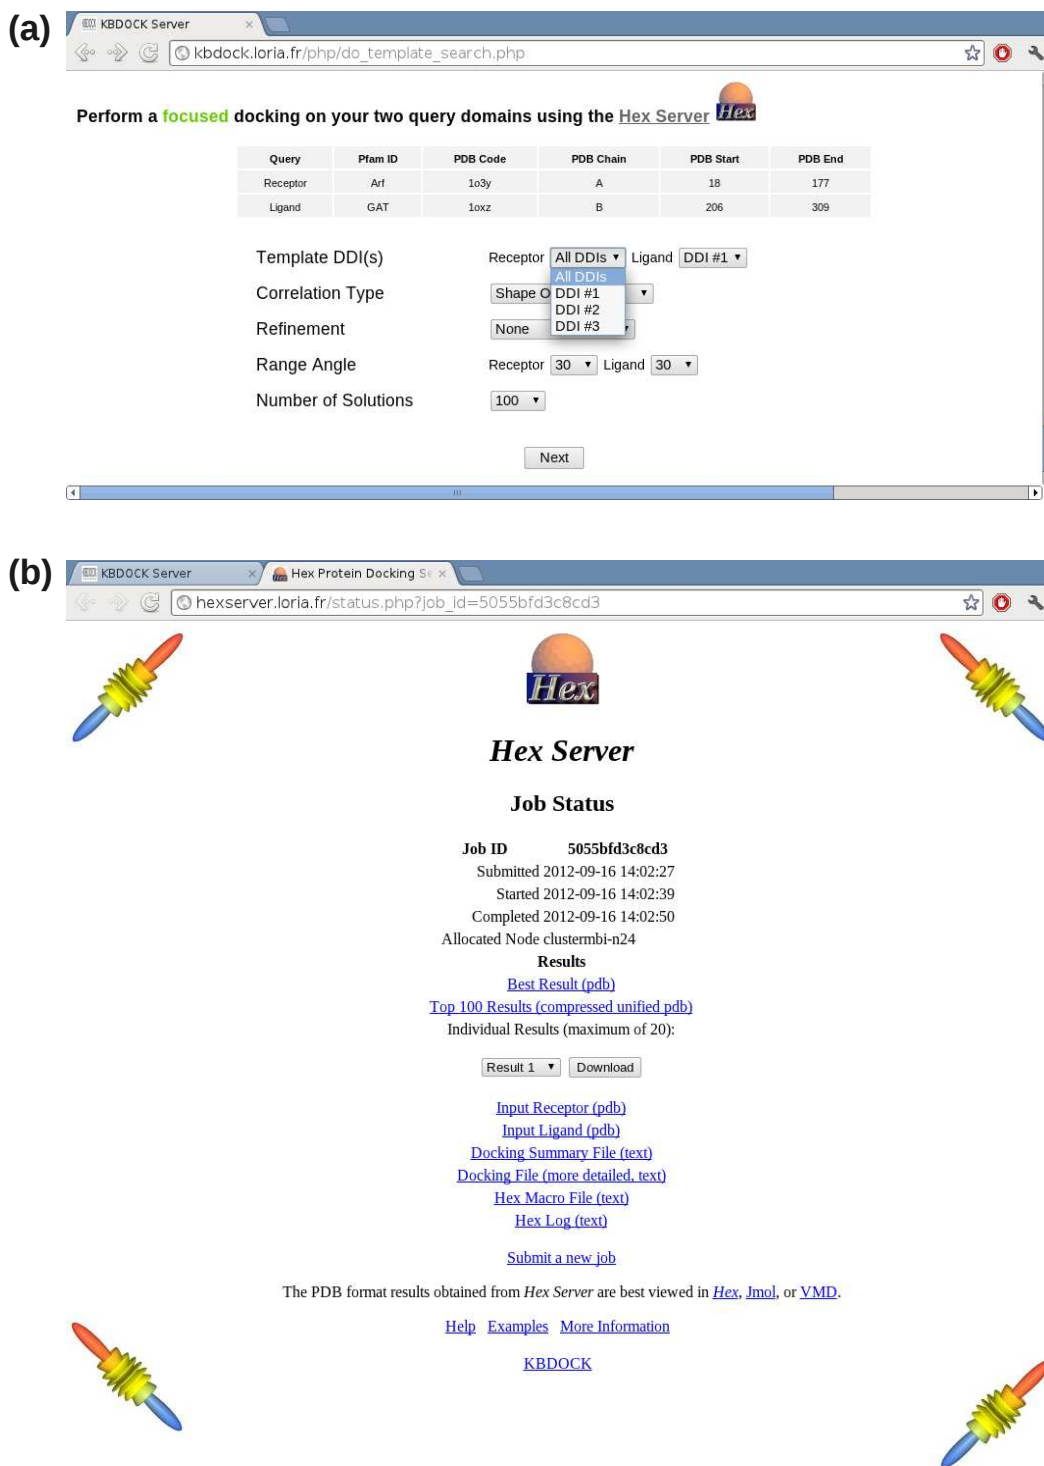 (a)
KBDOCK Server
kbdock.loria.fr/php/do_template_search.php
Perform a focused docking on your two query domains using the Hex Server Hex
Query Pfam ID PDB Code PDB Chain PDB Start PDB End
Receptor Arf 1o3y A 18 177
Ligand GAT 1oxz B 206 309
Template DDI(s) Receptor All DDIs Ligand DDI #1
All DDIs
Correlation Type Shape O DDI #1
DDI #2
Refinement None DDI #3
Range Angle Receptor 30 Ligand 30
Number of Solutions 100
Next
(b)
KBDOCK Server Hex Protein Docking Se
hexserver.loria.fr/status.php?job_id=5055bfd3c8cd3
Hex
Hex Server
Job Status
Job ID 5055bfd3c8cd3
Submitted 2012-09-16 14:02:27
Started 2012-09-16 14:02:39
Completed 2012-09-16 14:02:50
Allocated Node clustermbi-n24
Results
Best Result (pdb)
Top 100 Results (compressed unified pdb)
Individual Results (maximum of 20):
Result 1 Download
Input Receptor (pdb)
Input Ligand (pdb)
Docking Summary File (text)
Docking File (more detailed, text)
Hex Macro File (text)
Hex Log (text)
Submit a new job
The PDB format results obtained from Hex Server are best viewed in Hex, Jmol, or VMD.
Help Examples More Information
KBDOCK